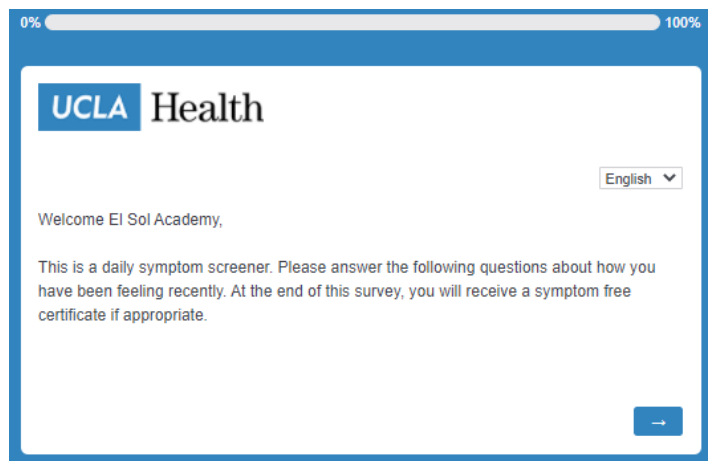 0% 100%
UCLA Health
English
Welcome El Sol Academy,
This is a daily symptom screener. Please answer the following questions about how you
have been feeling recently. At the end of this survey, you will receive a symptom free
certificate if appropriate.
→